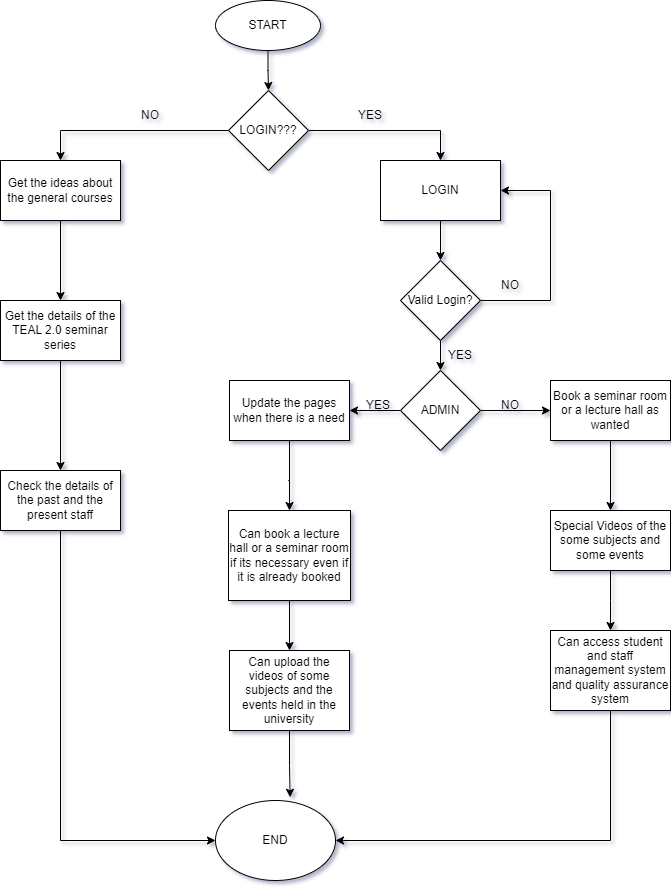 START
NO
YES
LOGIN???
Get the ideas about
the general courses
LOGIN
Valid Login?
NO
Get the details of the
TEAL 2.0 seminar
series
YES
Update the pages
when there is a need
YES
ADMIN
NO
Book a seminar room
or a lecture hall as
wanted
Check the details of
the past and the
present staff
Can book a lecture
hall or a seminar room
if its necessary even if
it is already booked
Special Videos of the
some subjects and
some events
Can upload the
videos of some
subjects and the
events held in the
university
Can access student
and staff
management system
and quality assurance
system
END